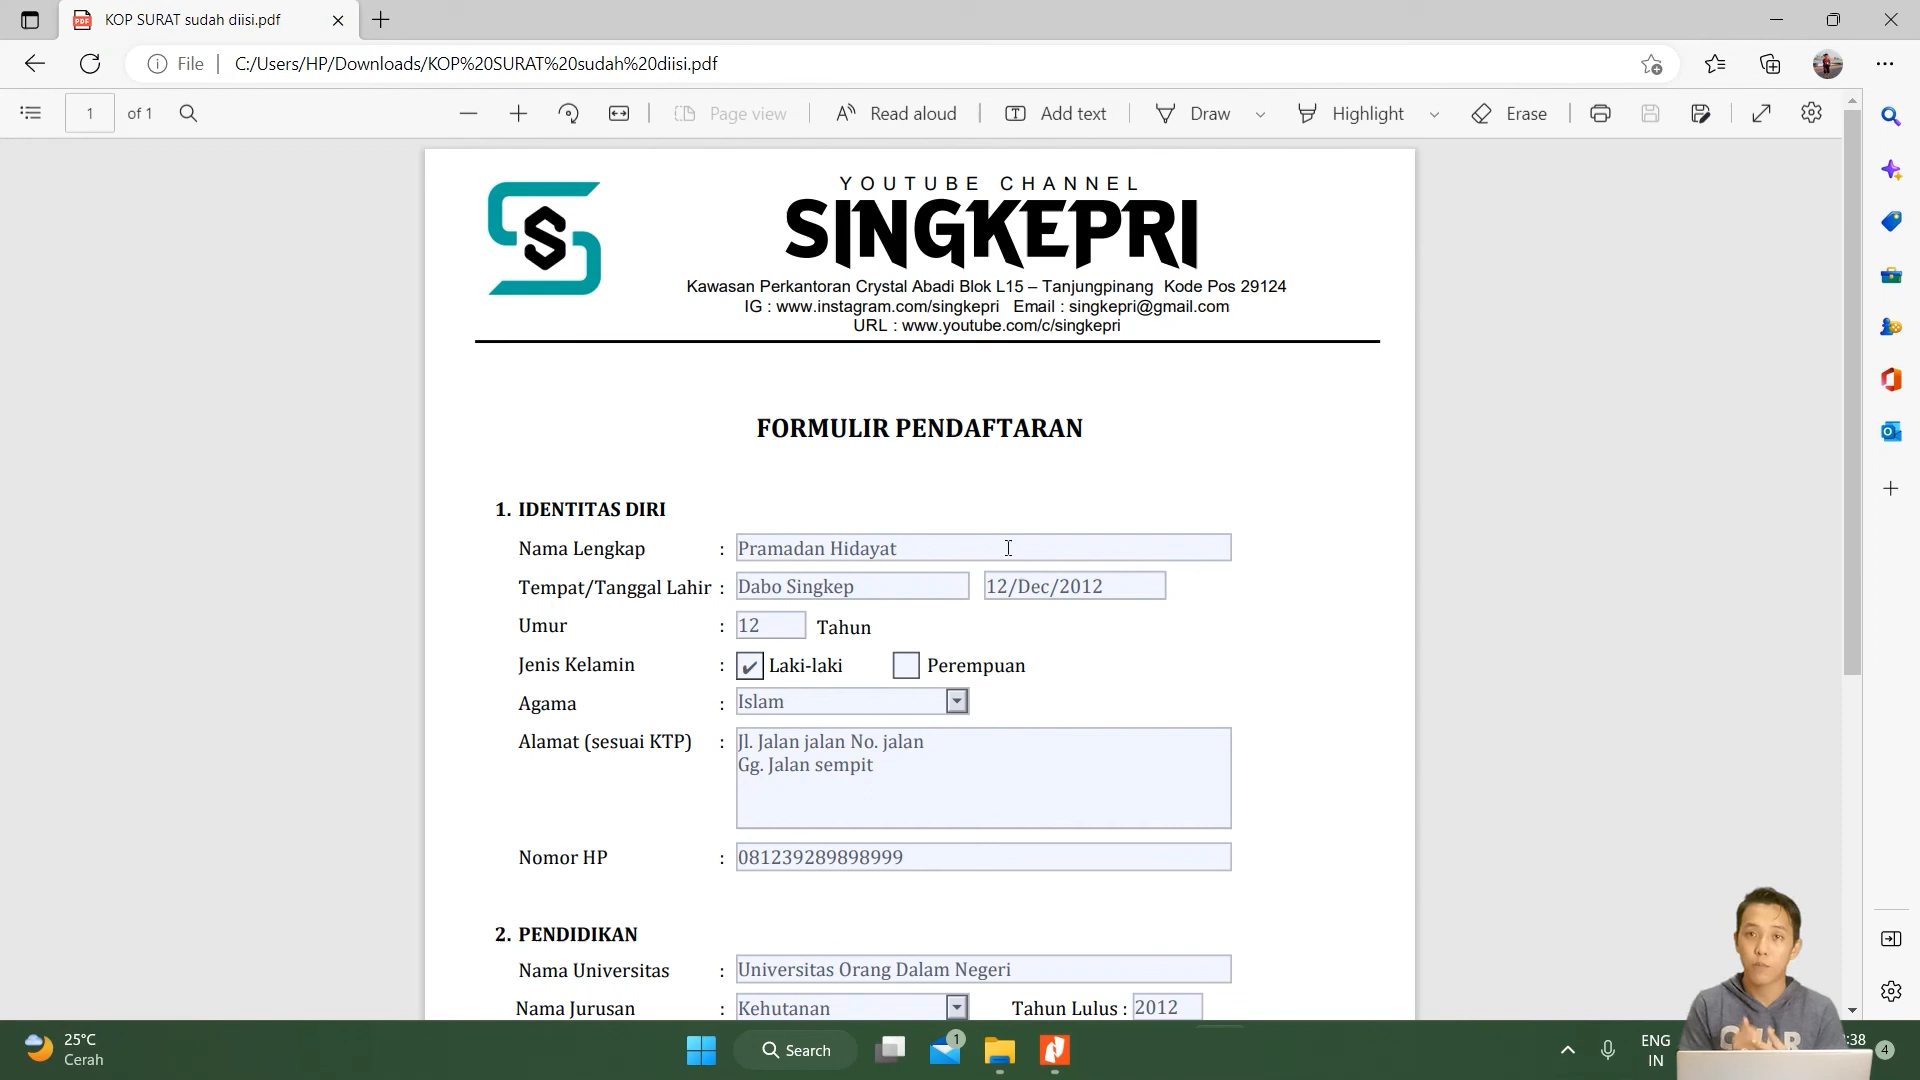 KOP SURAT sudah diisi.pdf
File
C:/Users/HP/Downloads/KOP%20SURAT%20sudah%20diisi.pdf
1 of 1
Page view
Read aloud
Add text
Draw
Highlight
Erase
YOUTUBE CHANNEL
SINGKEPRI
Kawasan Perkantoran Crystal Abadi Blok L15 – Tanjungpinang Kode Pos 29124
IG : www.instagram.com/singkepri Email : singkepri@gmail.com
URL : www.youtube.com/c/singkepri
FORMULIR PENDAFTARAN
1. IDENTITAS DIRI
Nama Lengkap : Pramadan Hidayat
Tempat/Tanggal Lahir : Dabo Singkep 12/Dec/2012
Umur : 12 Tahun
Jenis Kelamin : Laki-laki Perempuan
Agama : Islam
Alamat (sesuai KTP) : Jl. Jalan jalan No. jalan
Gg. Jalan sempit
Nomor HP : 081239289898999
2. PENDIDIKAN
Nama Universitas : Universitas Orang Dalam Negeri
Nama Jurusan : Kehutanan Tahun Lulus : 2012
25°C
Cerah
Search
1
ENG
IN
:38
4